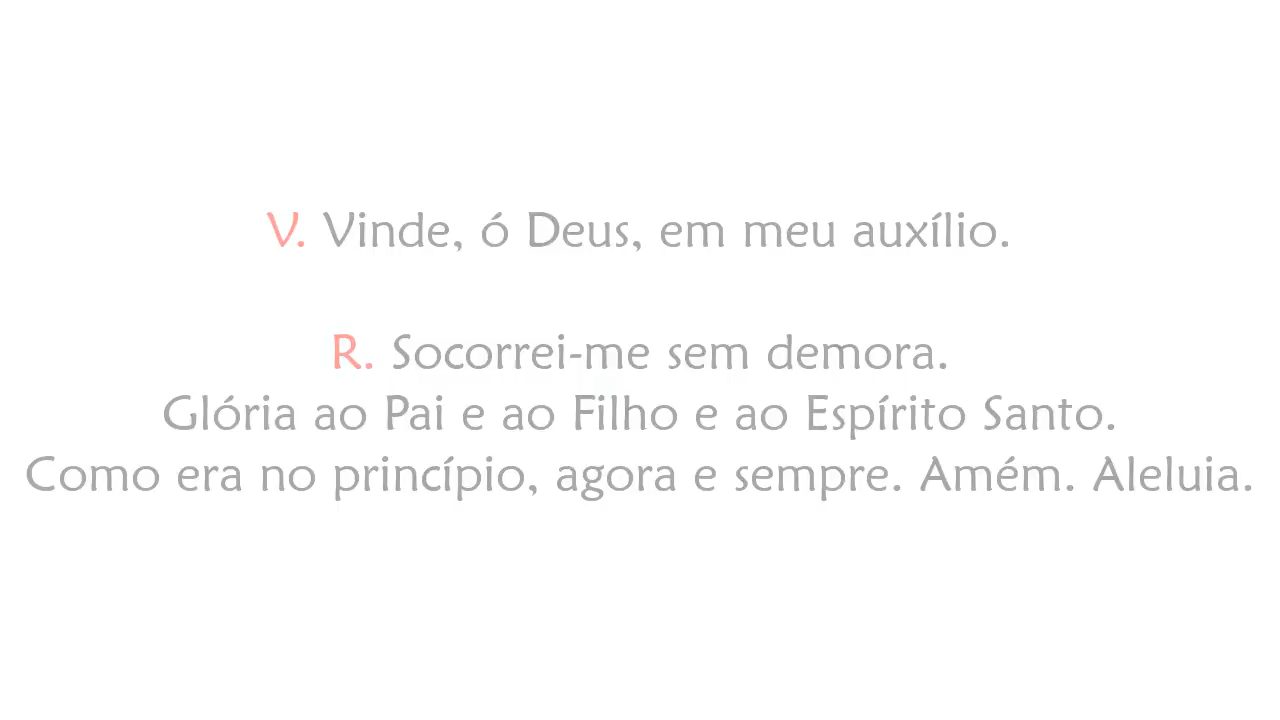 V. Vinde, ó Deus, em meu auxílio.
R. Socorrei-me sem demora.
Glória ao Pai e ao Filho e ao Espírito Santo.
Como era no princípio, agora e sempre. Amém. Aleluia.